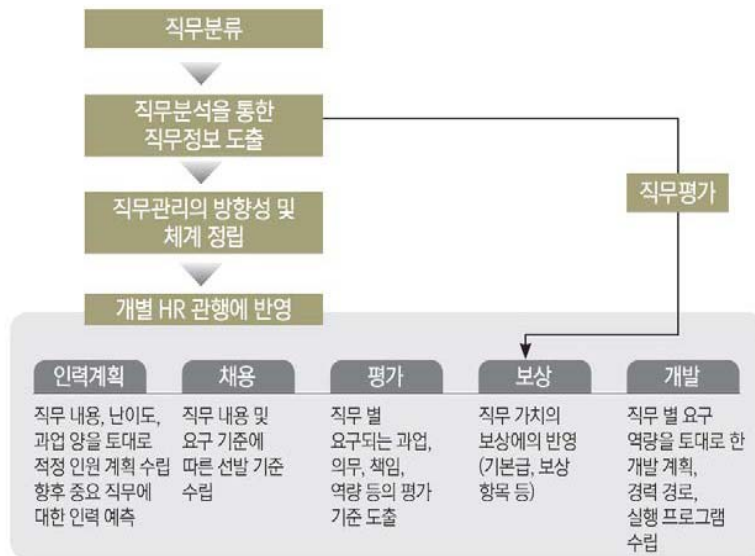 직무분류
직무분석을 통한
직무정보 도출
직무평가
직무관리의 방향성 및
체계 정립
개별 HR 관행에 반영
인력계획
직무 내용, 난이도,
과업 양을 토대로
적정 인원 계획 수립
향후 중요 직무에
대한 인력 예측
채용
직무 내용 및
요구 기준에
따른 선발 기준
수립
평가
직무 별
요구되는 과업,
의무, 책임,
역량 등의 평가
기준 도출
보상
직무 가치의
보상에의 반영
(기본급, 보상
항목 등)
개발
직무 별 요구
역량을 토대로 한
개발 계획,
경력 경로,
실행 프로그램
수립